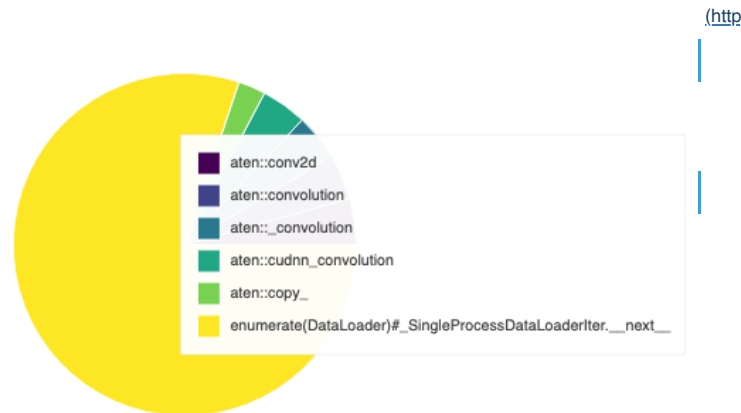 (http
aten::conv2d
aten::convolution
aten::_convolution
aten::cudnn_convolution
aten::copy_
enumerate(DataLoader)#_SingleProcessDataLoaderIter.__next__